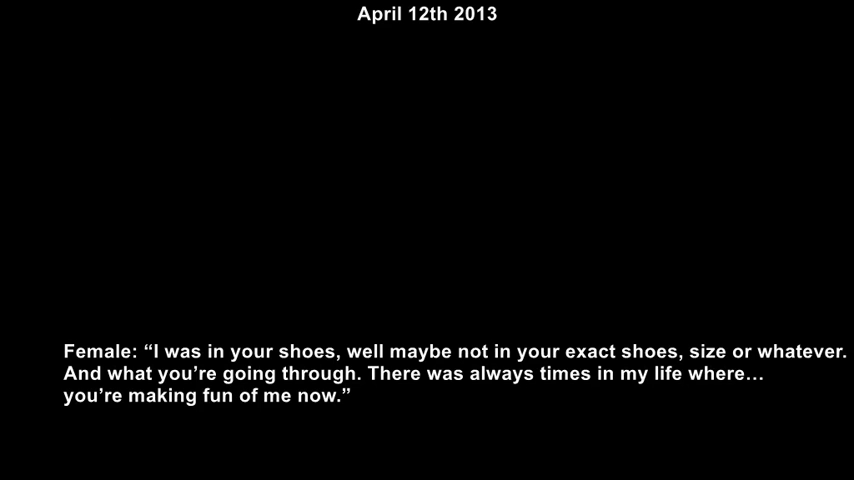 April 12th 2013
Female: “I was in your shoes, well maybe not in your exact shoes, size or whatever.
And what you’re going through. There was always times in my life where…
you’re making fun of me now.”